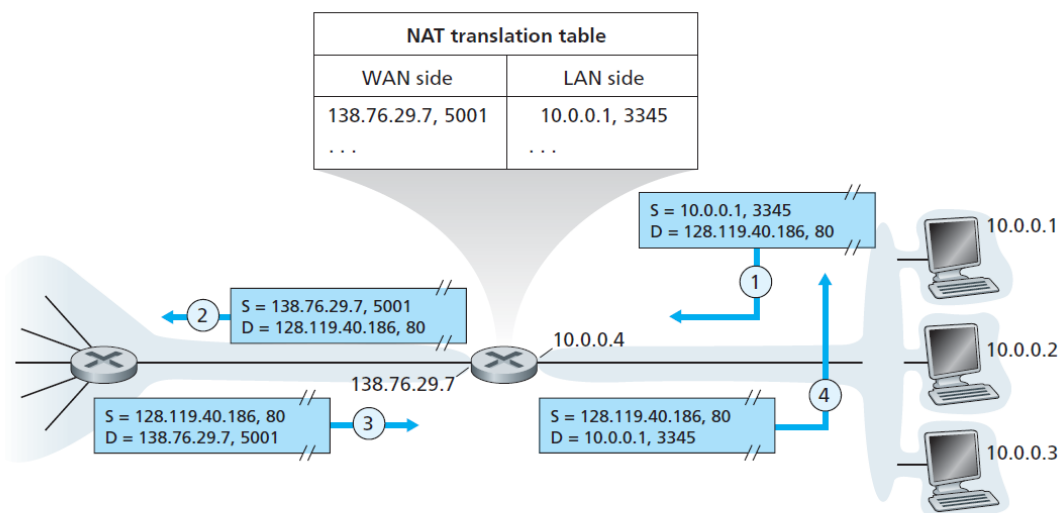 NAT translation table
WAN side
LAN side
138.76.29.7, 5001
10.0.0.1, 3345
. . .
. . .
S = 10.0.0.1, 3345
D = 128.119.40.186, 80
10.0.0.1
1
2
S = 138.76.29.7, 5001
D = 128.119.40.186, 80
10.0.0.4
10.0.0.2
138.76.29.7
S = 128.119.40.186, 80
D = 138.76.29.7, 5001
3
S = 128.119.40.186, 80
D = 10.0.0.1, 3345
4
10.0.0.3